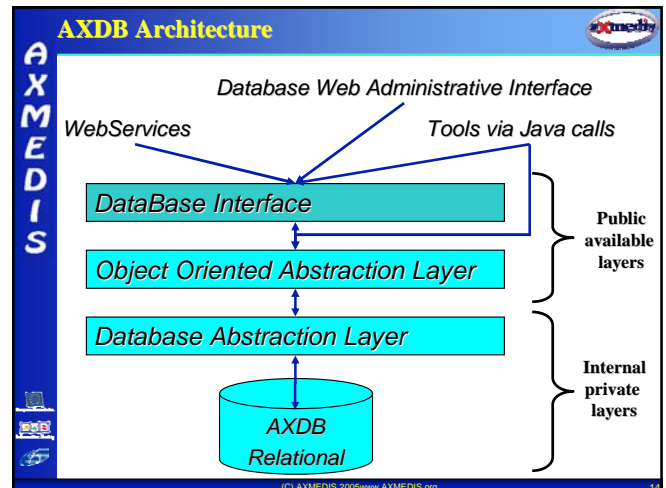 AXDB Architecture
axmedis
AXMEDIS
Database Web Administrative Interface
WebServices
Tools via Java calls
DataBase Interface
Public
available
layers
Object Oriented Abstraction Layer
Database Abstraction Layer
Internal
private
layers
AXDB
Relational
(C) AXMEDIS 2005www.AXMEDIS.org
14